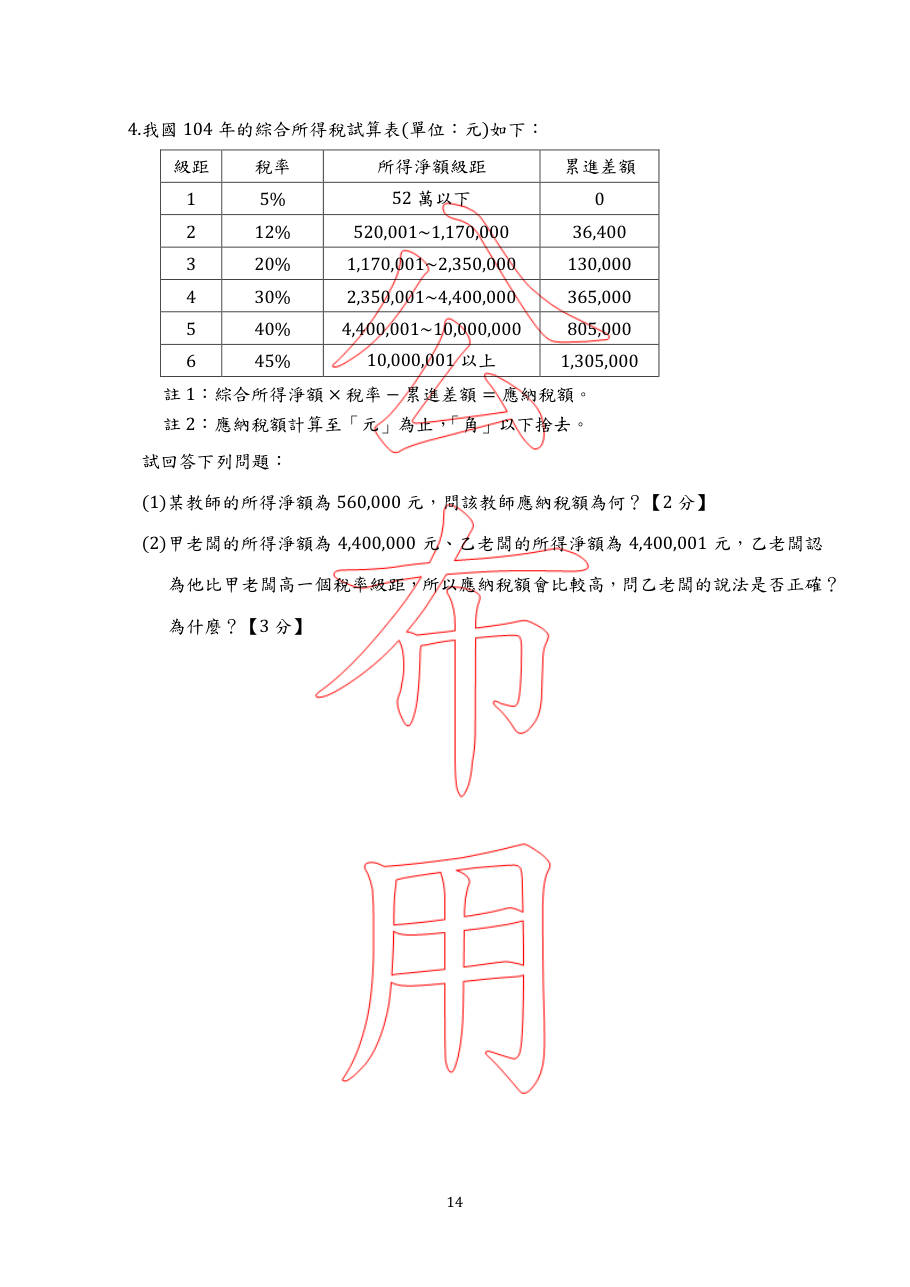 4.我國 104 年的綜合所得稅試算表(單位：元)如下：
級距 稅率 所得淨額級距 累進差額
1 5% 52 萬以下 0
2 12% 520,001~1,170,000 36,400
3 20% 1,170,001~2,350,000 130,000
4 30% 2,350,001~4,400,000 365,000
5 40% 4,400,001~10,000,000 805,000
6 45% 10,000,001 以上 1,305,000
註 1：綜合所得淨額 × 稅率 − 累進差額 = 應納稅額。
註 2：應納稅額計算至「元」為止，「角」以下捨去。
試回答下列問題：
(1)某教師的所得淨額為 560,000 元，問該教師應納稅額為何？【2 分】
(2)甲老闆的所得淨額為 4,400,000 元、乙老闆的所得淨額為 4,400,001 元，乙老闆認
為他比甲老闆高一個稅率級距，所以應納稅額會比較高，問乙老闆的說法是否正確？
為什麼？【3 分】
公
布
用
14